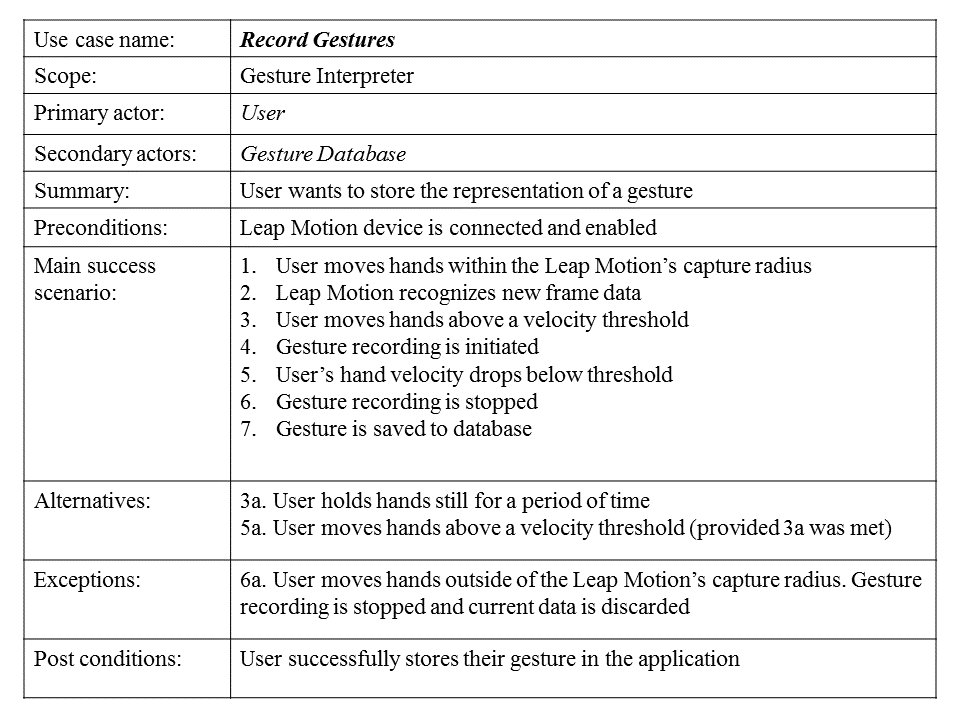 Use case name: Record Gestures
Scope: Gesture Interpreter
Primary actor: User
Secondary actors: Gesture Database
Summary: User wants to store the representation of a gesture
Preconditions: Leap Motion device is connected and enabled
Main success
scenario:
1. User moves hands within the Leap Motion's capture radius
2. Leap Motion recognizes new frame data
3. User moves hands above a velocity threshold
4. Gesture recording is initiated
5. User's hand velocity drops below threshold
6. Gesture recording is stopped
7. Gesture is saved to database
Alternatives:
3a. User holds hands still for a period of time
5a. User moves hands above a velocity threshold (provided 3a was met)
Exceptions:
6a. User moves hands outside of the Leap Motion's capture radius. Gesture
recording is stopped and current data is discarded
Post conditions: User successfully stores their gesture in the application